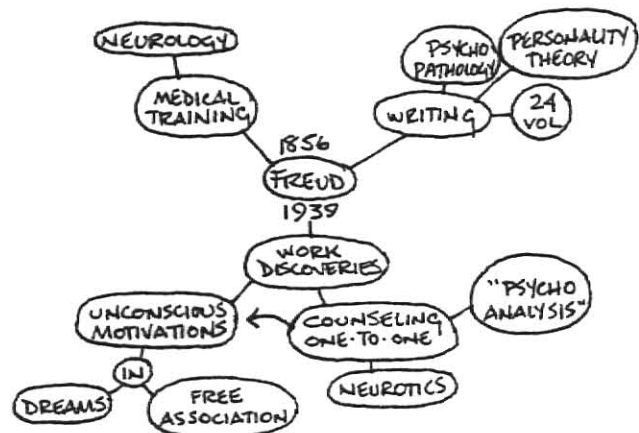 NEUROLOGY
MEDICAL
TRAINING
PSYCHO
PATHOLOGY
PERSONALITY
THEORY
WRITING
24
VOL
1856
FREUD
1939
WORK
DISCOVERIES
UNCONSCIOUS
MOTIVATIONS
COUNSELING
ONE-TO-ONE
"PSYCHO
ANALYSIS"
IN
NEUROTICS
DREAMS
FREE
ASSOCIATION